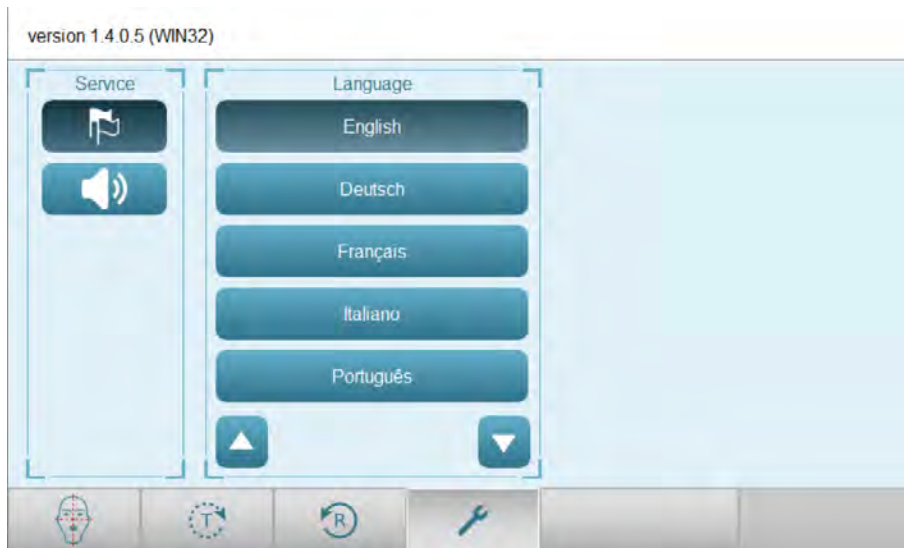 version 1.4.0.5 (WIN32)
Service
Language
English
Deutsch
Français
Italiano
Português
T
R